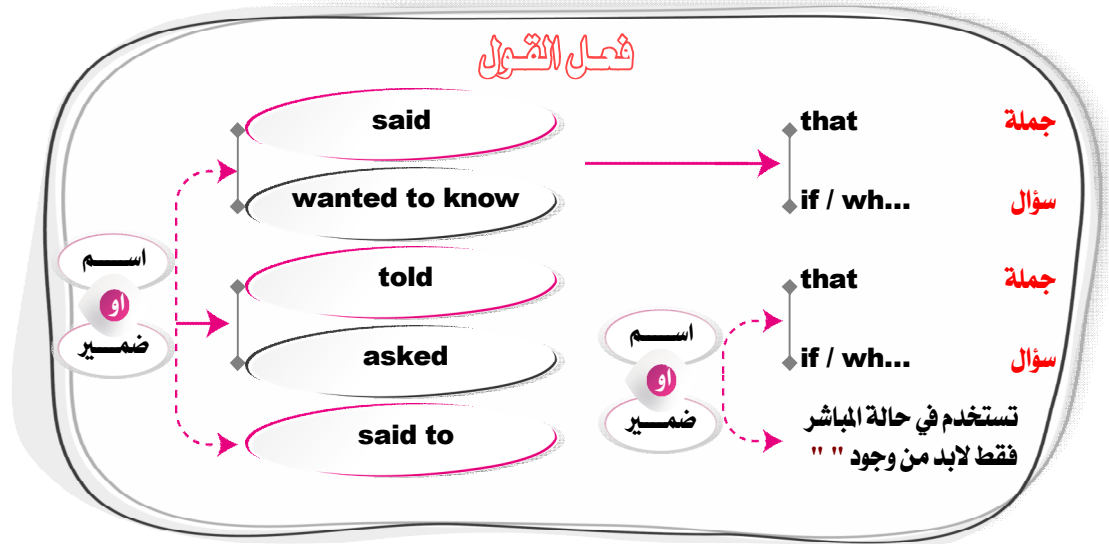 فعل القول
said
that
جملة
wanted to know
if / wh...
سؤال
اسم
او
ضمير
told
that
جملة
asked
if / wh...
سؤال
اسم
او
ضمير
said to
تستخدم في حالة المباشر
فقط لابد من وجود " "